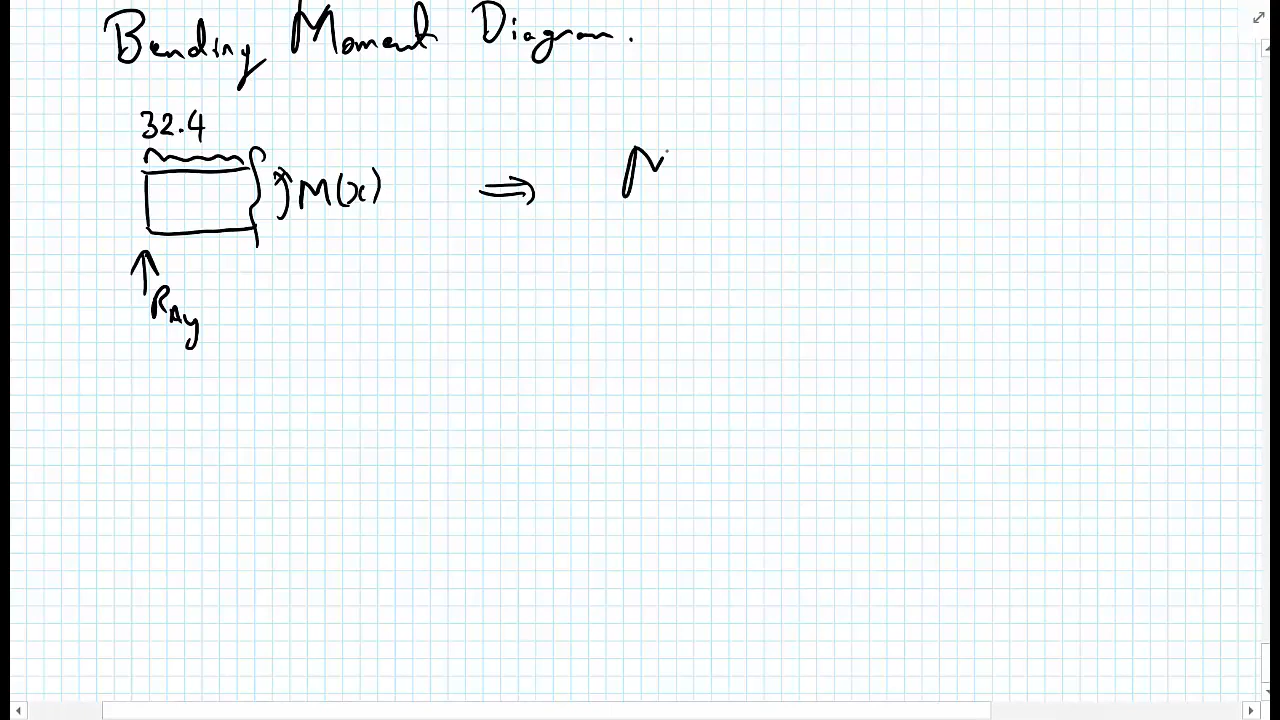 Bending Moment Diagram.
32.4
M(x) ⇒ M
R_Ay